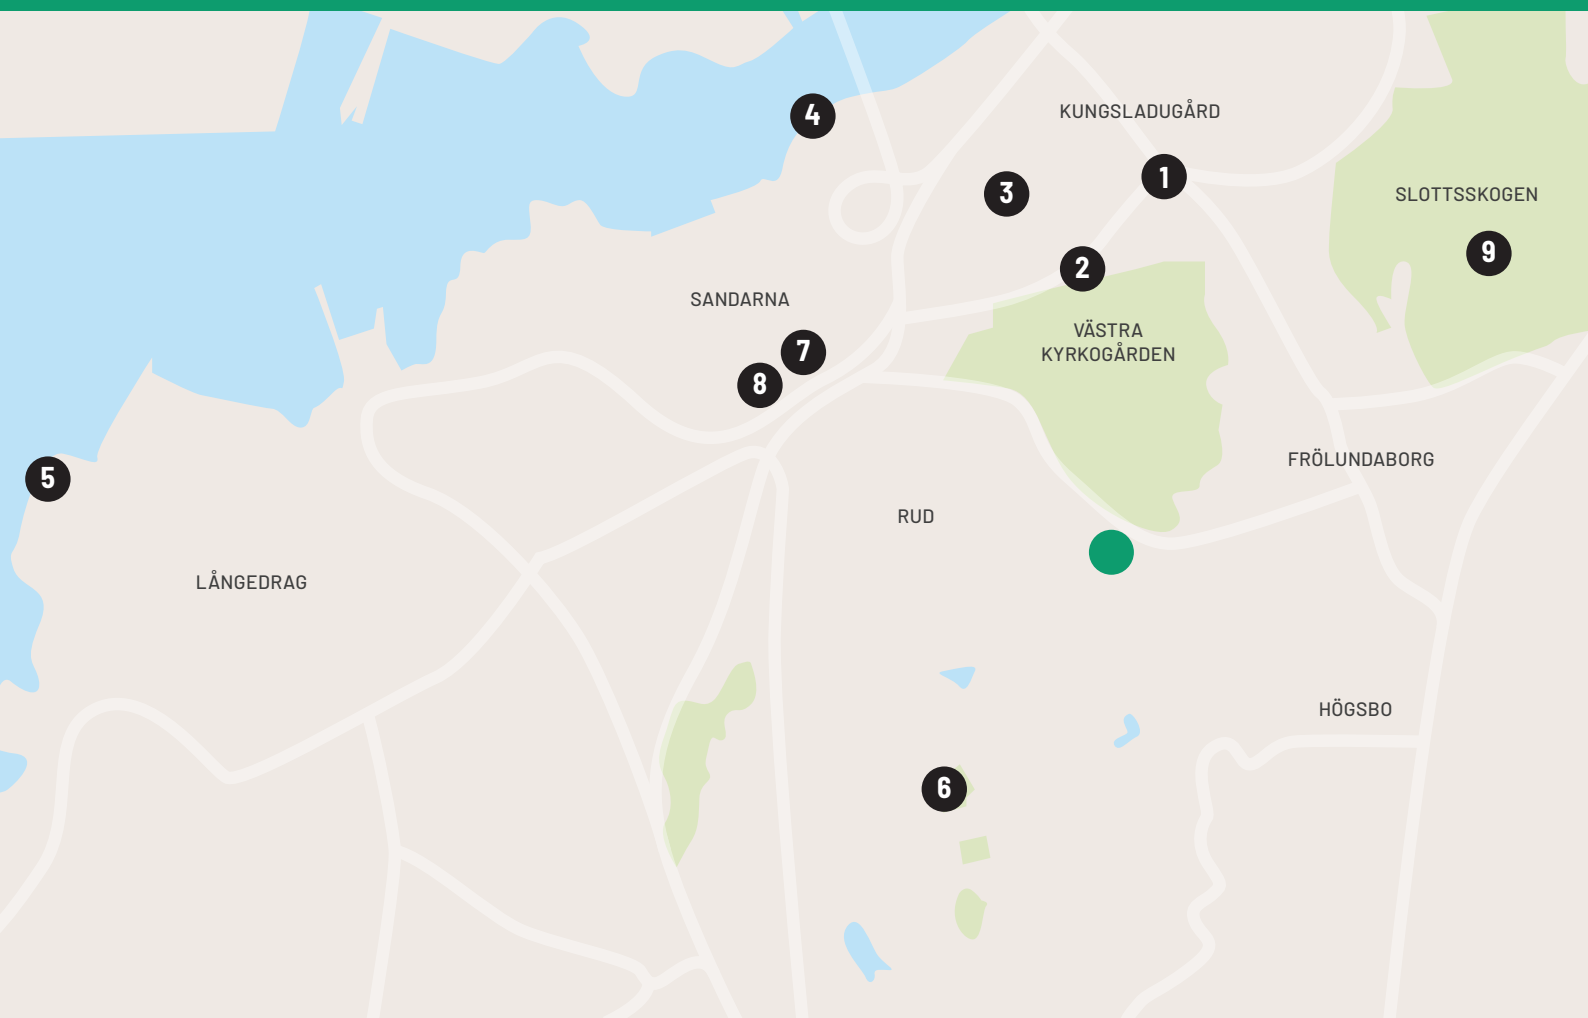 4
KUNGSLADUGÅRD
1
3
SLOTTSSKOGEN
9
2
SANDARNA
VÄSTRA
KYRKOGÅRDEN
7
8
FRÖLUNDABORG
5
RUD
LÅNGEDRAG
HÖGSBO
6